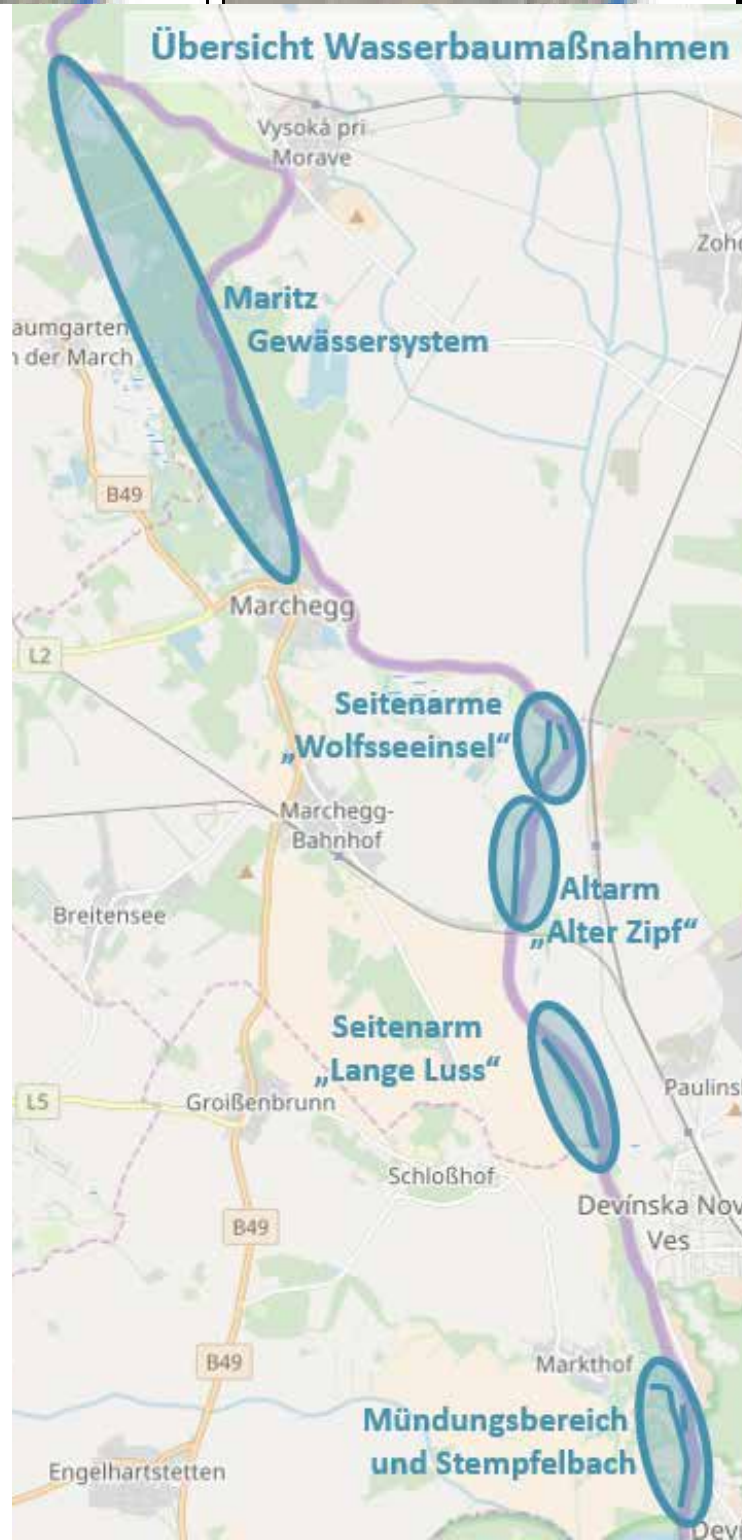 Übersicht Wasserbaumaßnahmen
Vysoká pri
Morave
Zoho
Maritz
Gewässersystem
aumgarten
n der March
B49
Marchegg
L2
Seitenarme
„Wolfsseeinsel“
Marchegg-
Bahnhof
Altarm
„Alter Zipf“
Breitensee
Seitenarm
„Lange Luss“
L5
Groißenbrunn
Paulins
Schloßhof
Devínska Nov
Ves
B49
B49
Markthof
Mündungsbereich
und Stempfelbach
Engelhartstetten
Deví